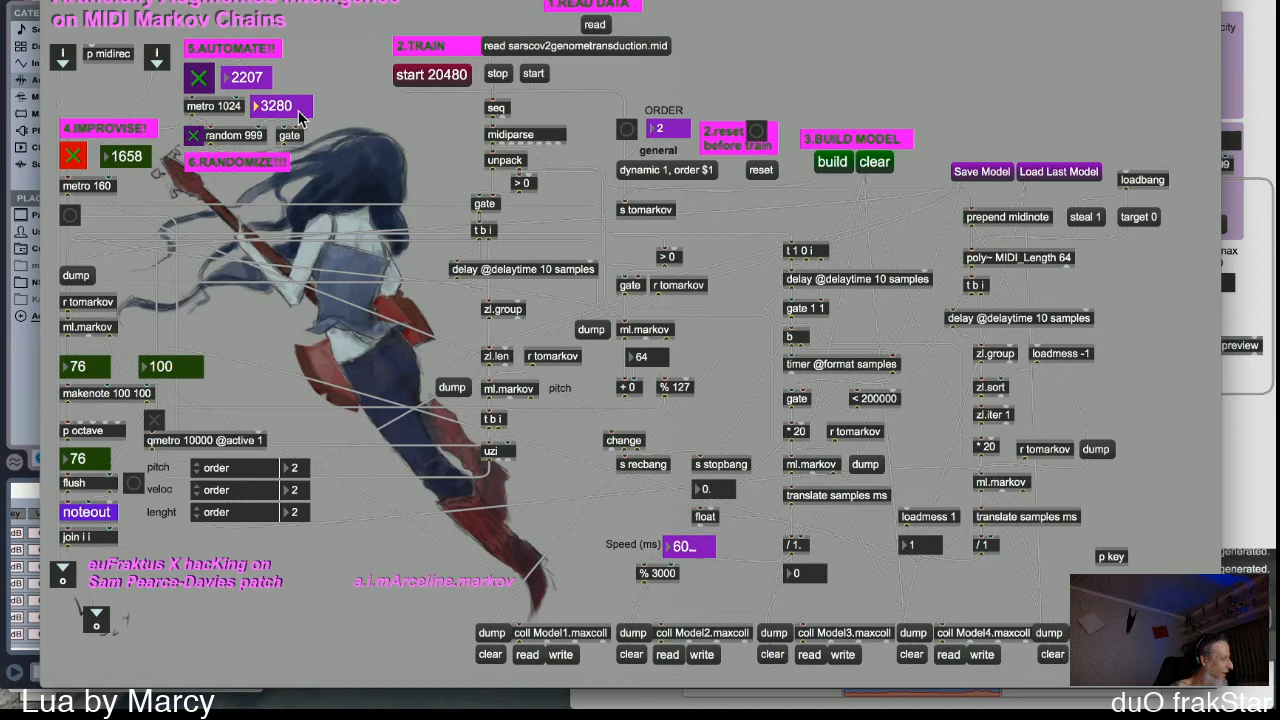 on MIDI Markov Chains
1.READ DATA
read
5.AUTOMATE!!
2.TRAIN
read sarscov2genometransduction.mid
i
p midirec
i
2207
start 20480
stop
start
metro 1024
3280
seq
ORDER
2
general
2.reset
before train
3.BUILD MODEL
4.IMPROVISE!
random 999
gate
midiparse
1658
6.RANDOMIZE!!!
unpack
dynamic 1, order $1
reset
build
clear
Save Model
Load Last Model
loadbang
metro 160
> 0
gate
s tomarkov
prepend midinote
steal 1
target 0
t b i
> 0
t 1 0 i
poly~ MIDI_Length 64
dump
delay @delaytime 10 samples
gate
r tomarkov
delay @delaytime 10 samples
t b i
r tomarkov
zl.group
gate 1 1
delay @delaytime 10 samples
ml.markov
dump
ml.markov
b
zl.len
r tomarkov
64
timer @format samples
zl.group
loadmess -1
76
100
dump
ml.markov
pitch
+ 0
% 127
gate
< 200000
zl.sort
makenote 100 100
zl.iter 1
p octave
t b i
* 20
r tomarkov
qmetro 10000 @active 1
change
* 20
r tomarkov
dump
76
uzi
s recbang
s stopbang
ml.markov
dump
pitch
order
2
flush
veloc
order
2
0.
translate samples ms
ml.markov
noteout
lenght
order
2
float
loadmess 1
translate samples ms
join i i
Speed (ms)
60_
/ 1.
1
/ 1
p key
euFraktus X hacKing on
Sam Pearce-Davies patch
a.i.mArceline.markov
% 3000
0
o
o
dump
coll Model1.maxcoll
dump
coll Model2.maxcoll
dump
coll Model3.maxcoll
dump
coll Model4.maxcoll
dump
clear
read
write
clear
read
write
clear
read
write
clear
read
write
clear
preview
generated.
generated.
Lua by Marcy
duO frakStar